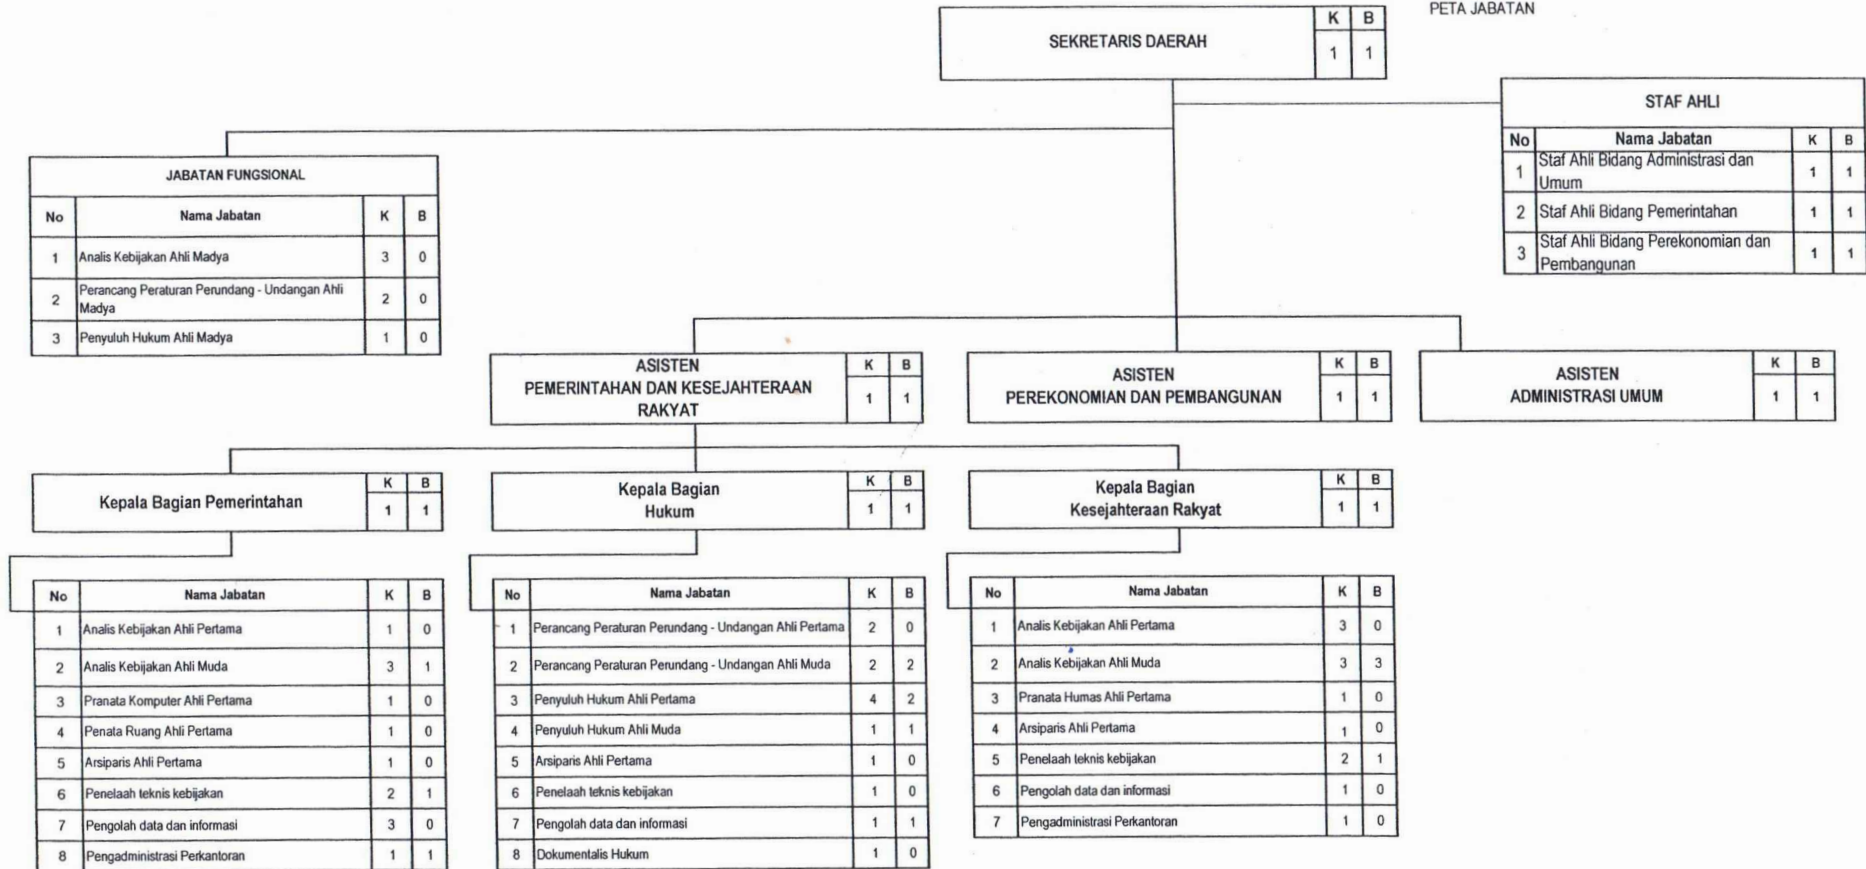 PETA JABATAN
SEKRETARIS DAERAH
K B
1 1
STAF AHLI
No Nama Jabatan K B
1 Staf Ahli Bidang Administrasi dan
Umum 1 1
2 Staf Ahli Bidang Pemerintahan 1 1
3 Staf Ahli Bidang Perekonomian dan
Pembangunan 1 1
JABATAN FUNGSIONAL
No Nama Jabatan K B
1 Analis Kebijakan Ahli Madya 3 0
2 Perancang Peraturan Perundang - Undangan Ahli
Madya 2 0
3 Penyuluh Hukum Ahli Madya 1 0
ASISTEN
PEMERINTAHAN DAN KESEJAHTERAAN
RAKYAT
K B
1 1
ASISTEN
PEREKONOMIAN DAN PEMBANGUNAN
K B
1 1
ASISTEN
ADMINISTRASI UMUM
K B
1 1
Kepala Bagian Pemerintahan
K B
1 1
Kepala Bagian
Hukum
K B
1 1
Kepala Bagian
Kesejahteraan Rakyat
K B
1 1
No Nama Jabatan K B
1 Analis Kebijakan Ahli Pertama 1 0
2 Analis Kebijakan Ahli Muda 3 1
3 Pranata Komputer Ahli Pertama 1 0
4 Penata Ruang Ahli Pertama 1 0
5 Arsiparis Ahli Pertama 1 0
6 Penelaah teknis kebijakan 2 1
7 Pengolah data dan informasi 3 0
8 Pengadministrasi Perkantoran 1 1
No Nama Jabatan K B
1 Perancang Peraturan Perundang - Undangan Ahli Pertama 2 0
2 Perancang Peraturan Perundang - Undangan Ahli Muda 2 2
3 Penyuluh Hukum Ahli Pertama 4 2
4 Penyuluh Hukum Ahli Muda 1 1
5 Arsiparis Ahli Pertama 1 0
6 Penelaah teknis kebijakan 1 0
7 Pengolah data dan informasi 1 1
8 Dokumentalis Hukum 1 0
No Nama Jabatan K B
1 Analis Kebijakan Ahli Pertama 3 0
2 Analis Kebijakan Ahli Muda 3 3
3 Pranata Humas Ahli Pertama 1 0
4 Arsiparis Ahli Pertama 1 0
5 Penelaah teknis kebijakan 2 1
6 Pengolah data dan informasi 1 0
7 Pengadministrasi Perkantoran 1 0